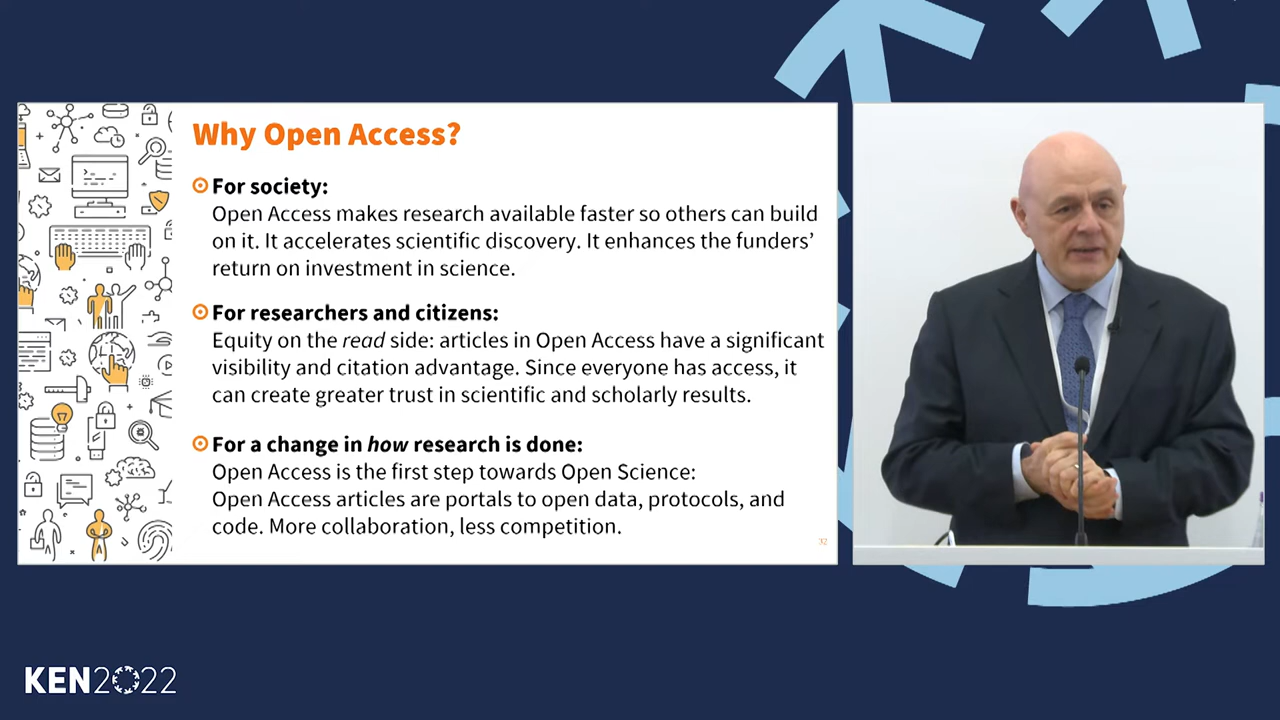 Why Open Access?
For society:
Open Access makes research available faster so others can build
on it. It accelerates scientific discovery. It enhances the funders’
return on investment in science.
For researchers and citizens:
Equity on the read side: articles in Open Access have a significant
visibility and citation advantage. Since everyone has access, it
can create greater trust in scientific and scholarly results.
For a change in how research is done:
Open Access is the first step towards Open Science:
Open Access articles are portals to open data, protocols, and
code. More collaboration, less competition.
32
KEN2022